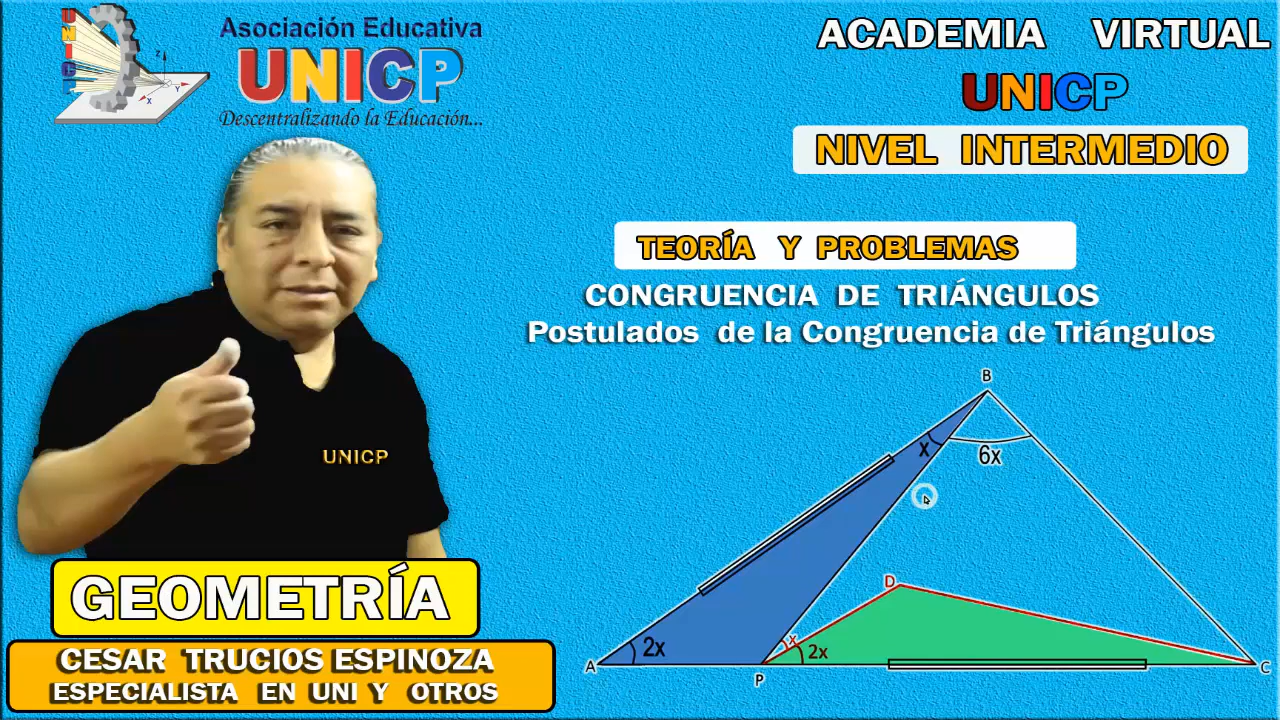 UNICP
Asociación Educativa
UNICP
Descentralizando la Educación...
Z
X
Y
ACADEMIA VIRTUAL
UNICP
NIVEL INTERMEDIO
TEORÍA Y PROBLEMAS
CONGRUENCIA DE TRIÁNGULOS
Postulados de la Congruencia de Triángulos
B
x
6x
UNICP
D
A
2x
x
2x
P
C
GEOMETRÍA
CESAR TRUCIOS ESPINOZA
ESPECIALISTA EN UNI Y OTROS